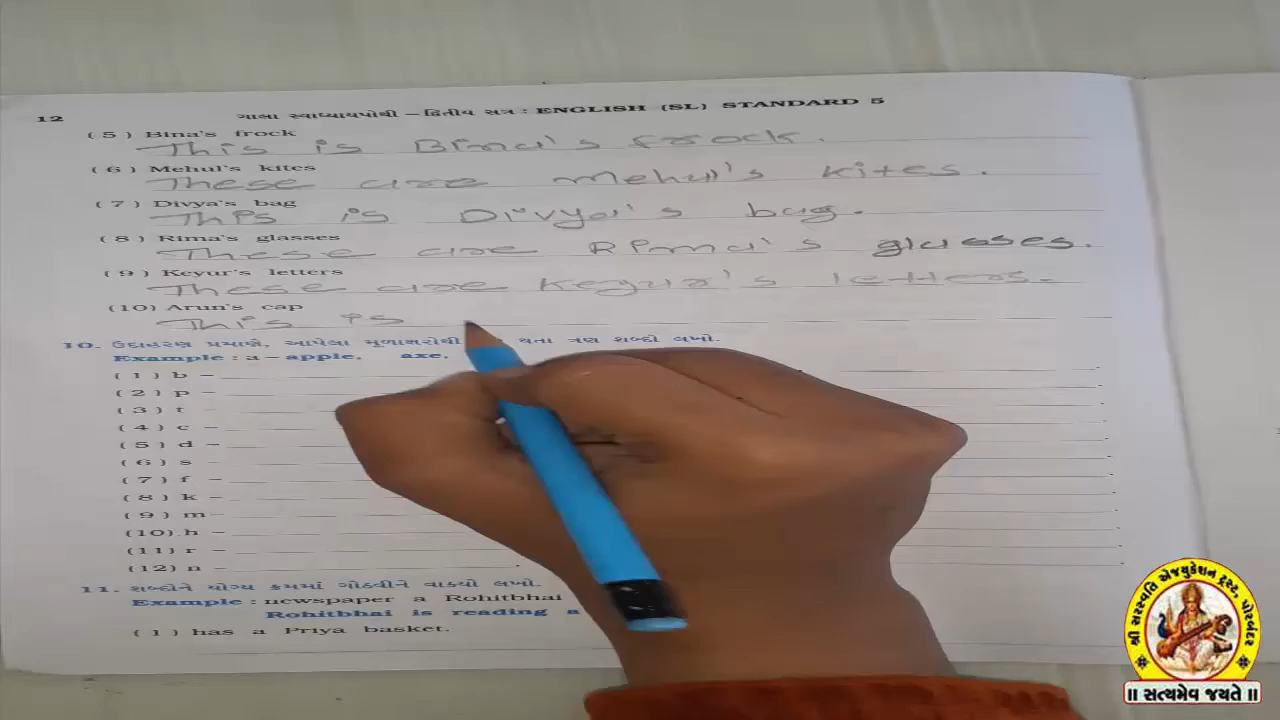 12 ગાલા સ્વાધ્યાયપોથી – દ્વિતીય સત્ર : ENGLISH (SL) STANDARD 5
( 5 ) Bina's frock
This is Bina's frock.
( 6 ) Mehul's kites
These are Mehul's kites.
( 7 ) Divya's bag
This is Divya's bag.
( 8 ) Rima's glasses
These are Rima's glasses.
( 9 ) Keyur's letters
These are Keyur's letters.
(10) Arun's cap
This is
10. ઉદાહરણ પ્રમાણે, આપેલા મૂળાક્ષરોથી થતા ત્રણ શબ્દો લખો.
Example : a – apple, axe,
( 1 ) b –
( 2 ) p –
( 3 ) t –
( 4 ) c –
( 5 ) d –
( 6 ) s –
( 7 ) f –
( 8 ) k –
( 9 ) m –
(10) h –
(11) r –
(12) n –
11. શબ્દોને યોગ્ય ક્રમમાં ગોઠવીને વાક્યો લખો.
Example : newspaper a Rohitbhai
Rohitbhai is reading a
( 1 ) has a Priya basket.
શ્રી સરસ્વતી એજ્યુકેશન ટ્રસ્ટ, પોરબંદર
॥ સત્યમેવ જયતે ॥